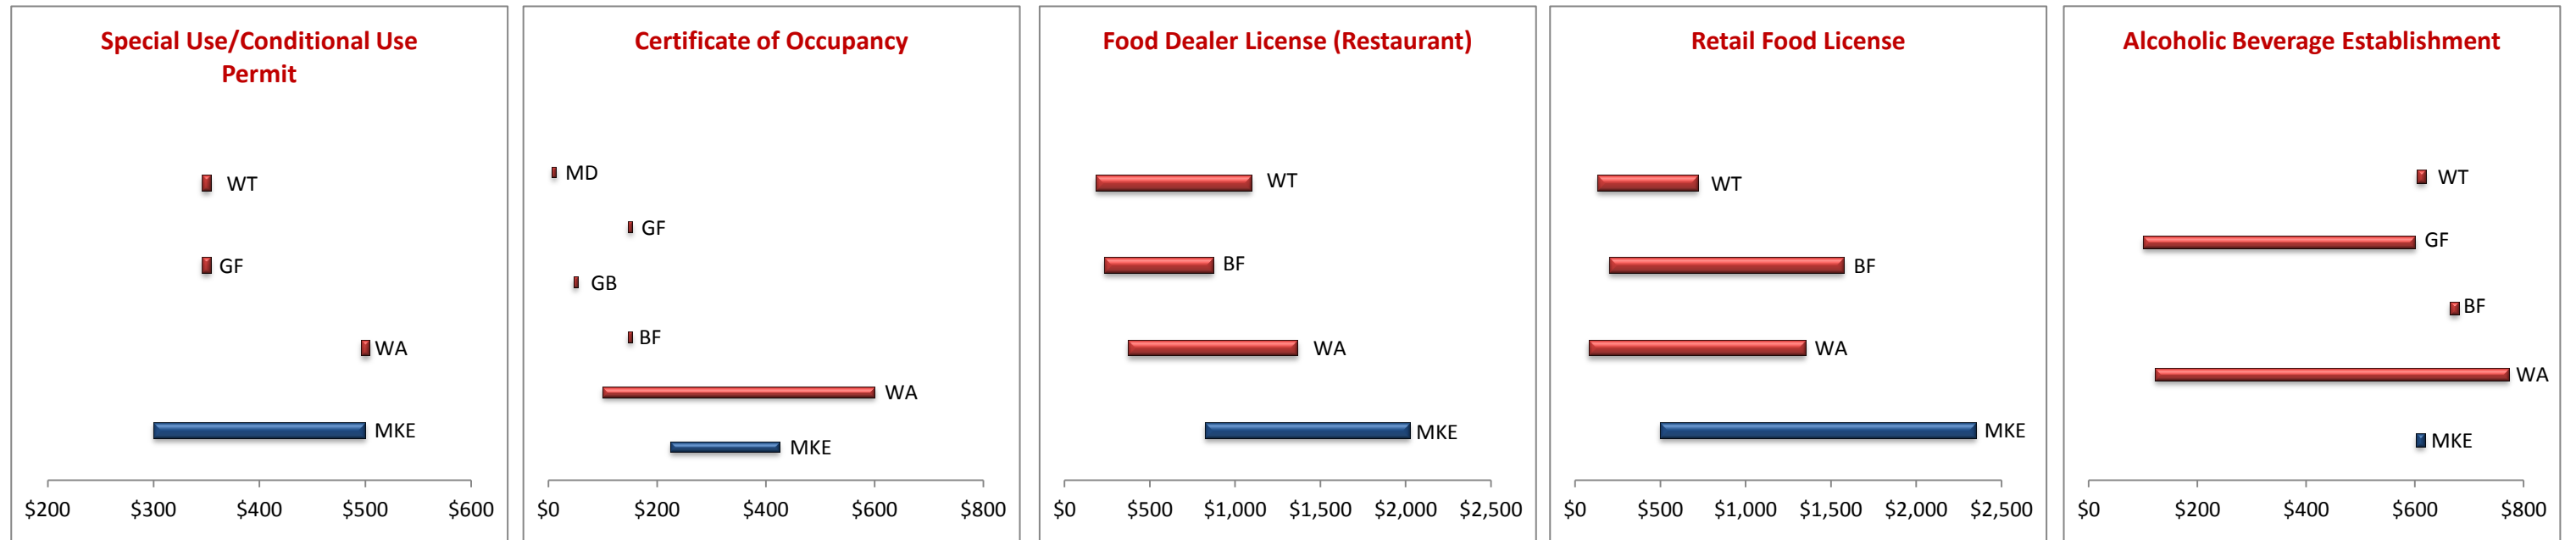 Special Use/Conditional Use
Permit
WT
GF
WA
MKE
$200 $300 $400 $500 $600
Certificate of Occupancy
MD
GF
GB
BF
WA
MKE
$0 $200 $400 $600 $800
Food Dealer License (Restaurant)
WT
BF
WA
MKE
$0 $500 $1,000 $1,500 $2,000 $2,500
Retail Food License
WT
BF
WA
MKE
$0 $500 $1,000 $1,500 $2,000 $2,500
Alcoholic Beverage Establishment
WT
GF
BF
WA
MKE
$0 $200 $400 $600 $800